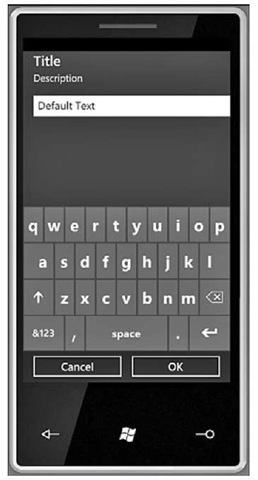 Title
Description
Default Text
q w e r t y u i o p
a s d f g h j k l
z x c v b n m
&123 , space .
Cancel OK